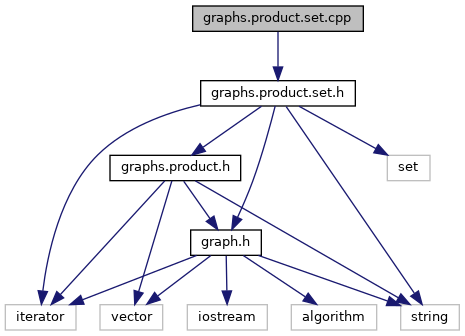 graphs.product.set.cpp
graphs.product.set.h
graphs.product.h
set
graph.h
iterator
vector
iostream
algorithm
string